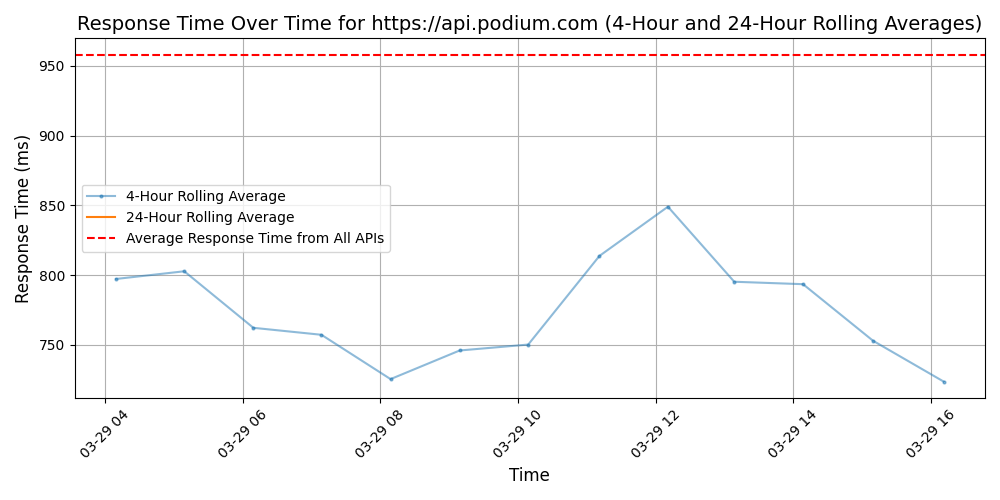 Response Time Over Time for https://api.podium.com (4-Hour and 24-Hour Rolling Averages)
Response Time (ms)
950
900
850
800
750
4-Hour Rolling Average
24-Hour Rolling Average
Average Response Time from All APIs
03-29 04
03-29 06
03-29 08
03-29 10
03-29 12
03-29 14
03-29 16
Time